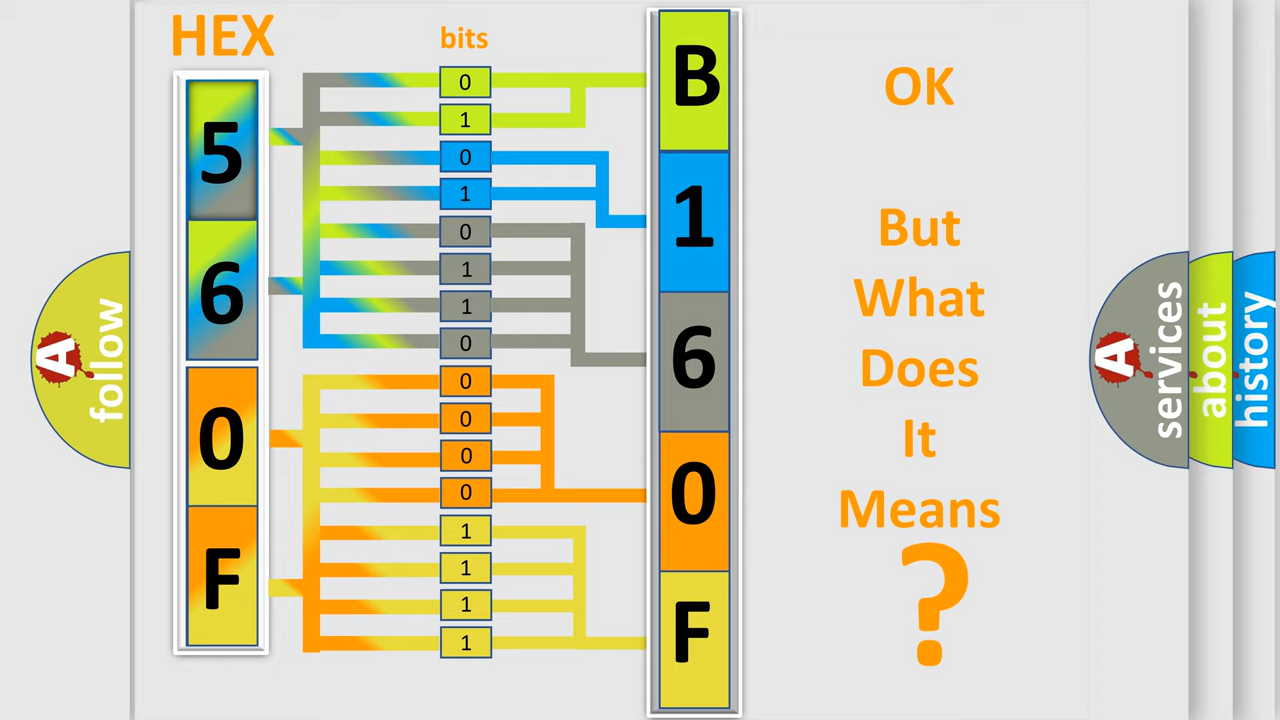 HEX
5
6
0
F
bits
0
1
0
1
0
1
1
0
0
0
0
0
1
1
1
1
B
1
6
0
F
OK
But
What
Does
It
Means
?
A
follow
A
services
about
history